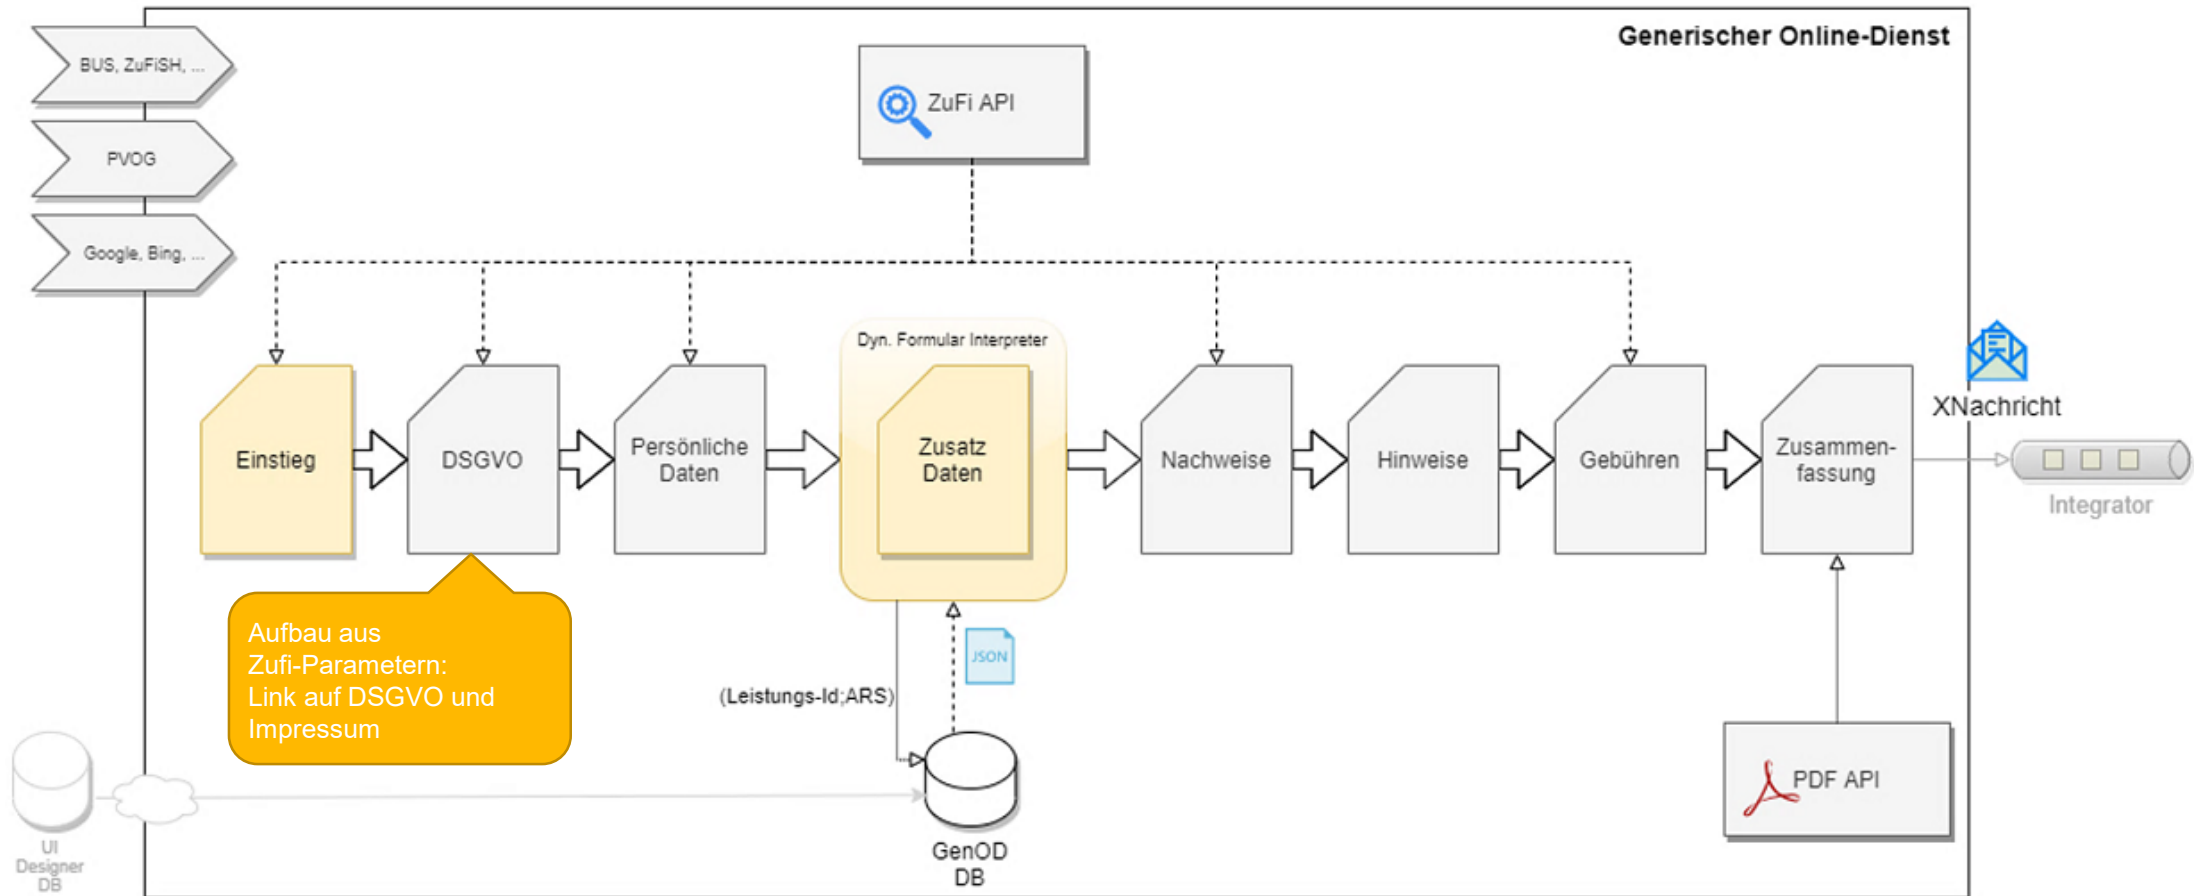 Generischer Online-Dienst
BUS, ZuFiSH, ...
PVOG
Google, Bing, ...
ZuFi API
Dyn. Formular Interpreter
Einstieg
DSGVO
Persönliche
Daten
Zusatz
Daten
Nachweise
Hinweise
Gebühren
Zusammen-
fassung
XNachricht
Integrator
Aufbau aus
Zufi-Parametern:
Link auf DSGVO und
Impressum
JSON
(Leistungs-Id;ARS)
PDF API
UI
Designer
DB
GenOD
DB